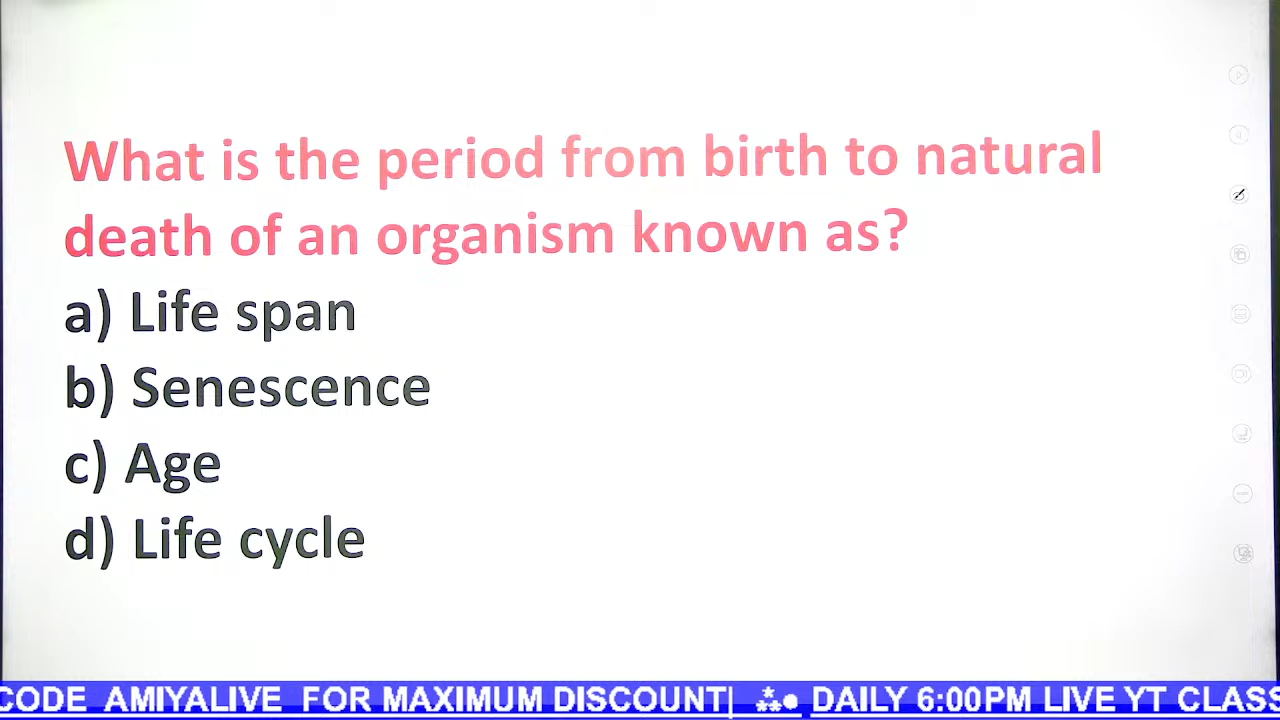 What is the period from birth to natural
death of an organism known as?
a) Life span
b) Senescence
c) Age
d) Life cycle
CODE AMIYALIVE FOR MAXIMUM DISCOUNT| DAILY 6:00PM LIVE YT CLASS